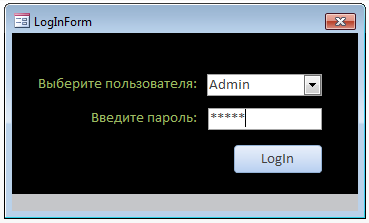 LogInForm
Выберите пользователя: Admin
Введите пароль: *****
LogIn